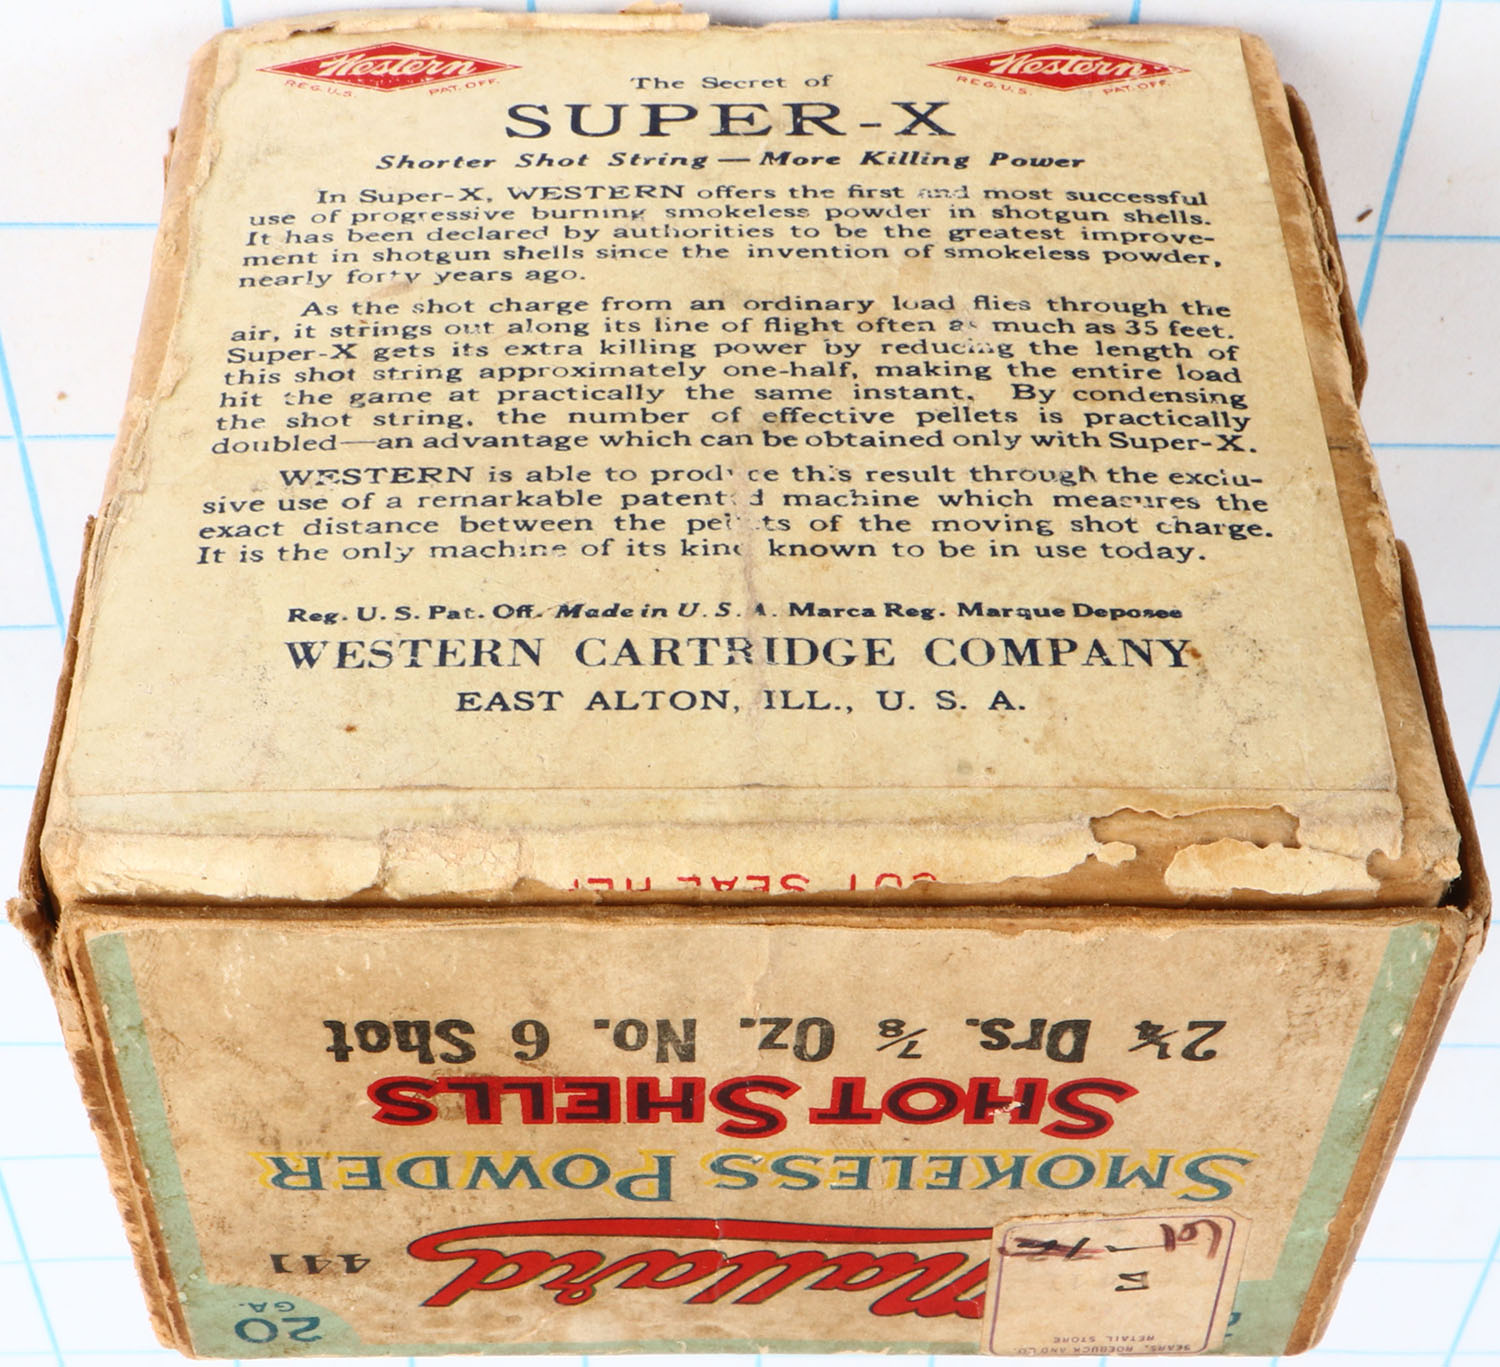 Western
REG. U.S. PAT. OFF.
Western
REG. U.S. PAT. OFF.
The Secret of
SUPER-X
Shorter Shot String — More Killing Power
In Super-X, WESTERN offers the first and most successful
use of progressive burning smokeless powder in shotgun shells.
It has been declared by authorities to be the greatest improve-
ment in shotgun shells since the invention of smokeless powder,
nearly forty years ago.
As the shot charge from an ordinary load flies through the
air, it strings out along its line of flight often as much as 35 feet.
Super-X gets its extra killing power by reducing the length of
this shot string approximately one-half, making the entire load
hit the game at practically the same instant. By condensing
the shot string, the number of effective pellets is practically
doubled—an advantage which can be obtained only with Super-X.
WESTERN is able to produce this result through the exclu-
sive use of a remarkable patented machine which measures the
exact distance between the pellets of the moving shot charge.
It is the only machine of its kind known to be in use today.
Reg. U. S. Pat. Off. Made in U. S. A. Marca Reg. Marque Deposee
WESTERN CARTRIDGE COMPANY
EAST ALTON, ILL., U. S. A.
CUT SEAL
SEARS, ROEBUCK AND CO.
RETAIL STORE
5
20
GA.
Mallard
441
SMOKELESS POWDER
SHOT SHELLS
2¼ Drs. ⅞ Oz. No. 6 Shot